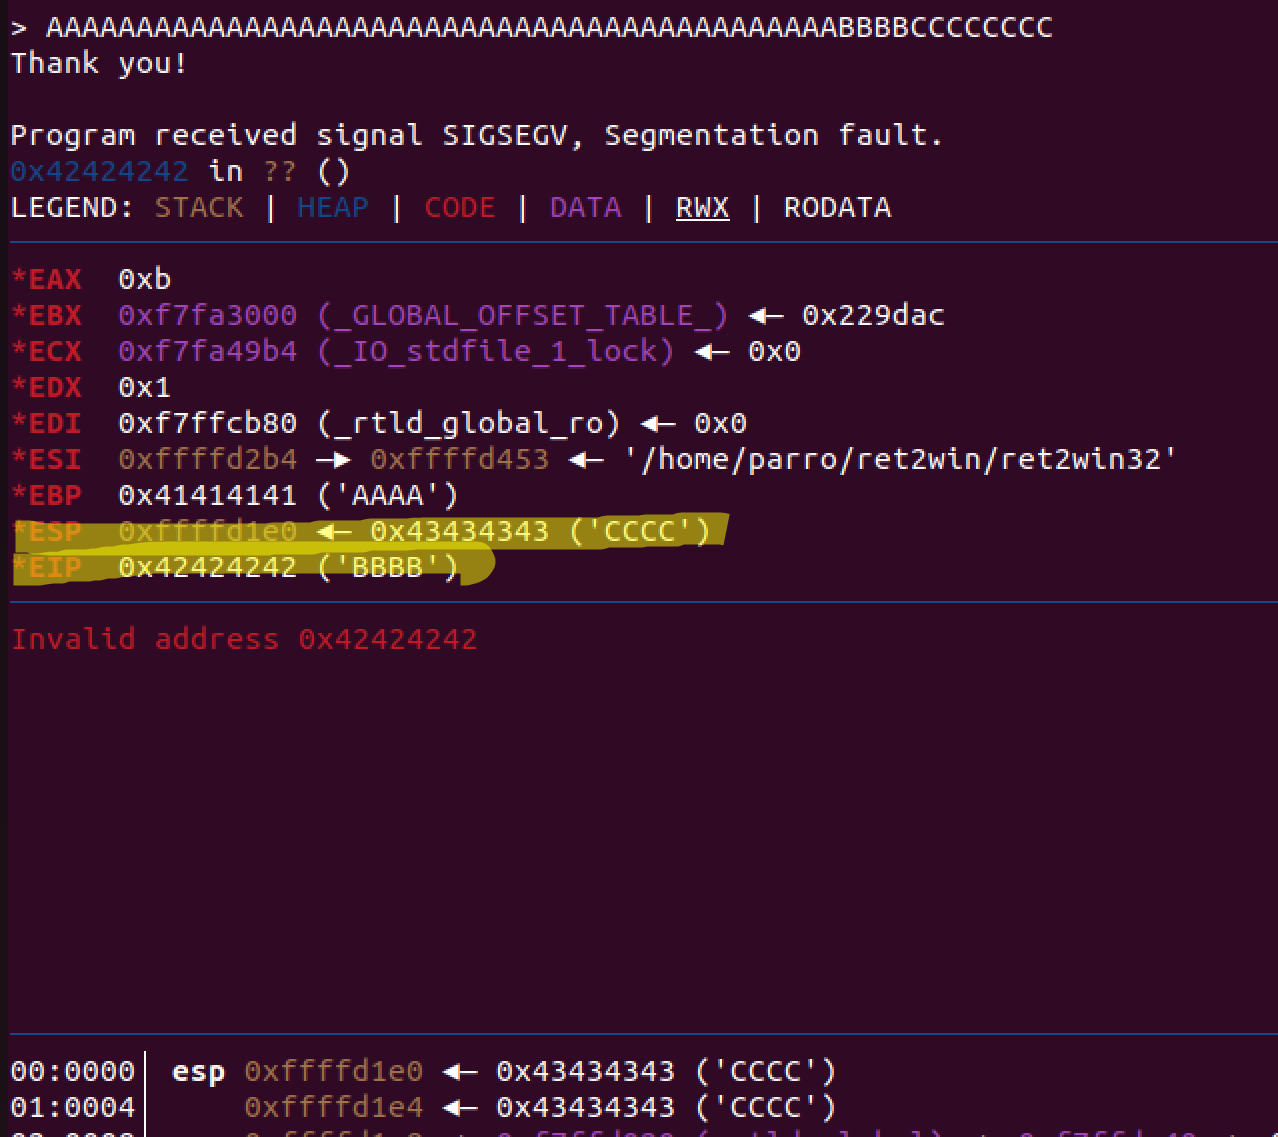 > AAAAAAAAAAAAAAAAAAAAAAAAAAAAAAAAAAAAAAAAAAAABBBBCCCCCCCC
Thank you!
Program received signal SIGSEGV, Segmentation fault.
0x42424242 in ?? ()
LEGEND: STACK | HEAP | CODE | DATA | RWX | RODATA
*EAX  0xb
*EBX  0xf7fa3000 (_GLOBAL_OFFSET_TABLE_) ◂— 0x229dac
*ECX  0xf7fa49b4 (_IO_stdfile_1_lock) ◂— 0x0
*EDX  0x1
*EDI  0xf7ffcb80 (_rtld_global_ro) ◂— 0x0
*ESI  0xffffd2b4 —▸ 0xffffd453 ◂— '/home/parro/ret2win/ret2win32'
*EBP  0x41414141 ('AAAA')
*ESP  0xffffd1e0 ◂— 0x43434343 ('CCCC')
*EIP  0x42424242 ('BBBB')
Invalid address 0x42424242
00:0000│ esp 0xffffd1e0 ◂— 0x43434343 ('CCCC')
01:0004│     0xffffd1e4 ◂— 0x43434343 ('CCCC')